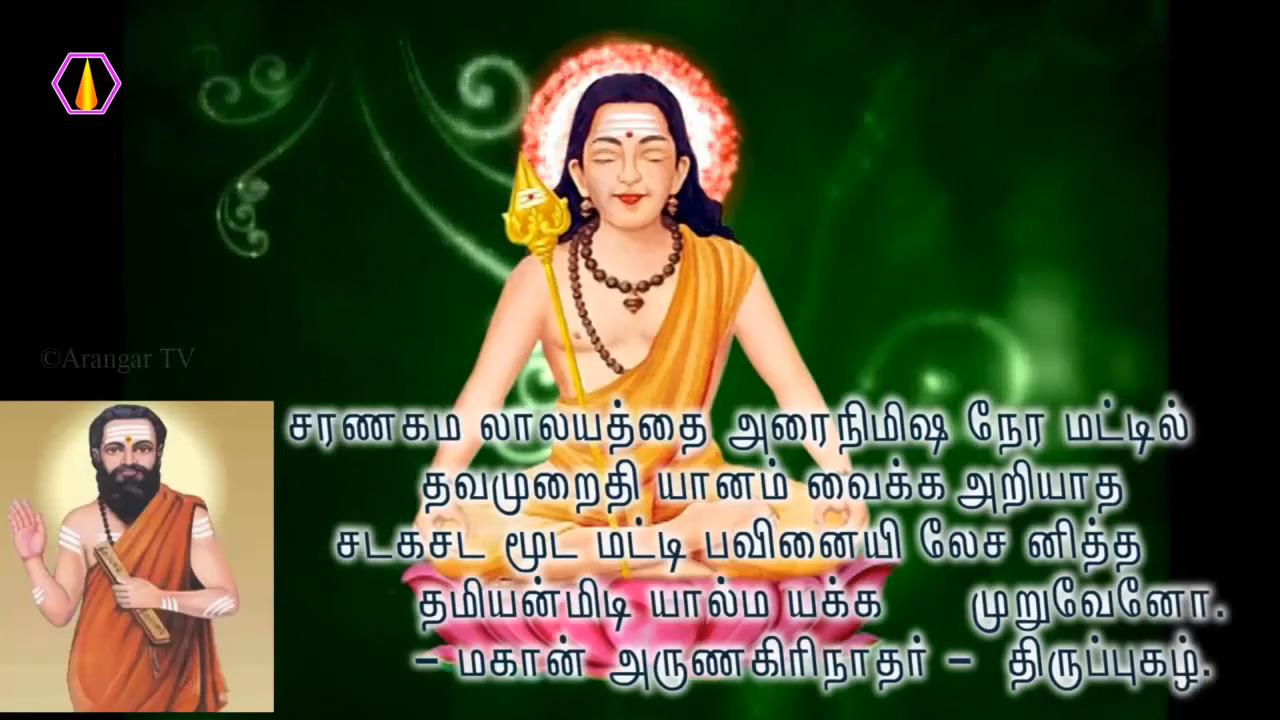 ©Arangar TV
சரணகம லாலயத்தை அரைநிமிஷ நேர மட்டில்
தவமுறைதி யானம் வைக்க அறியாத
சடகசட மூட மட்டி பவினையி லேச னித்த
தமியன்மிடி யால்ம யக்க முறுவேனோ.
– மகான் அருணகிரிநாதர் – திருப்புகழ்.